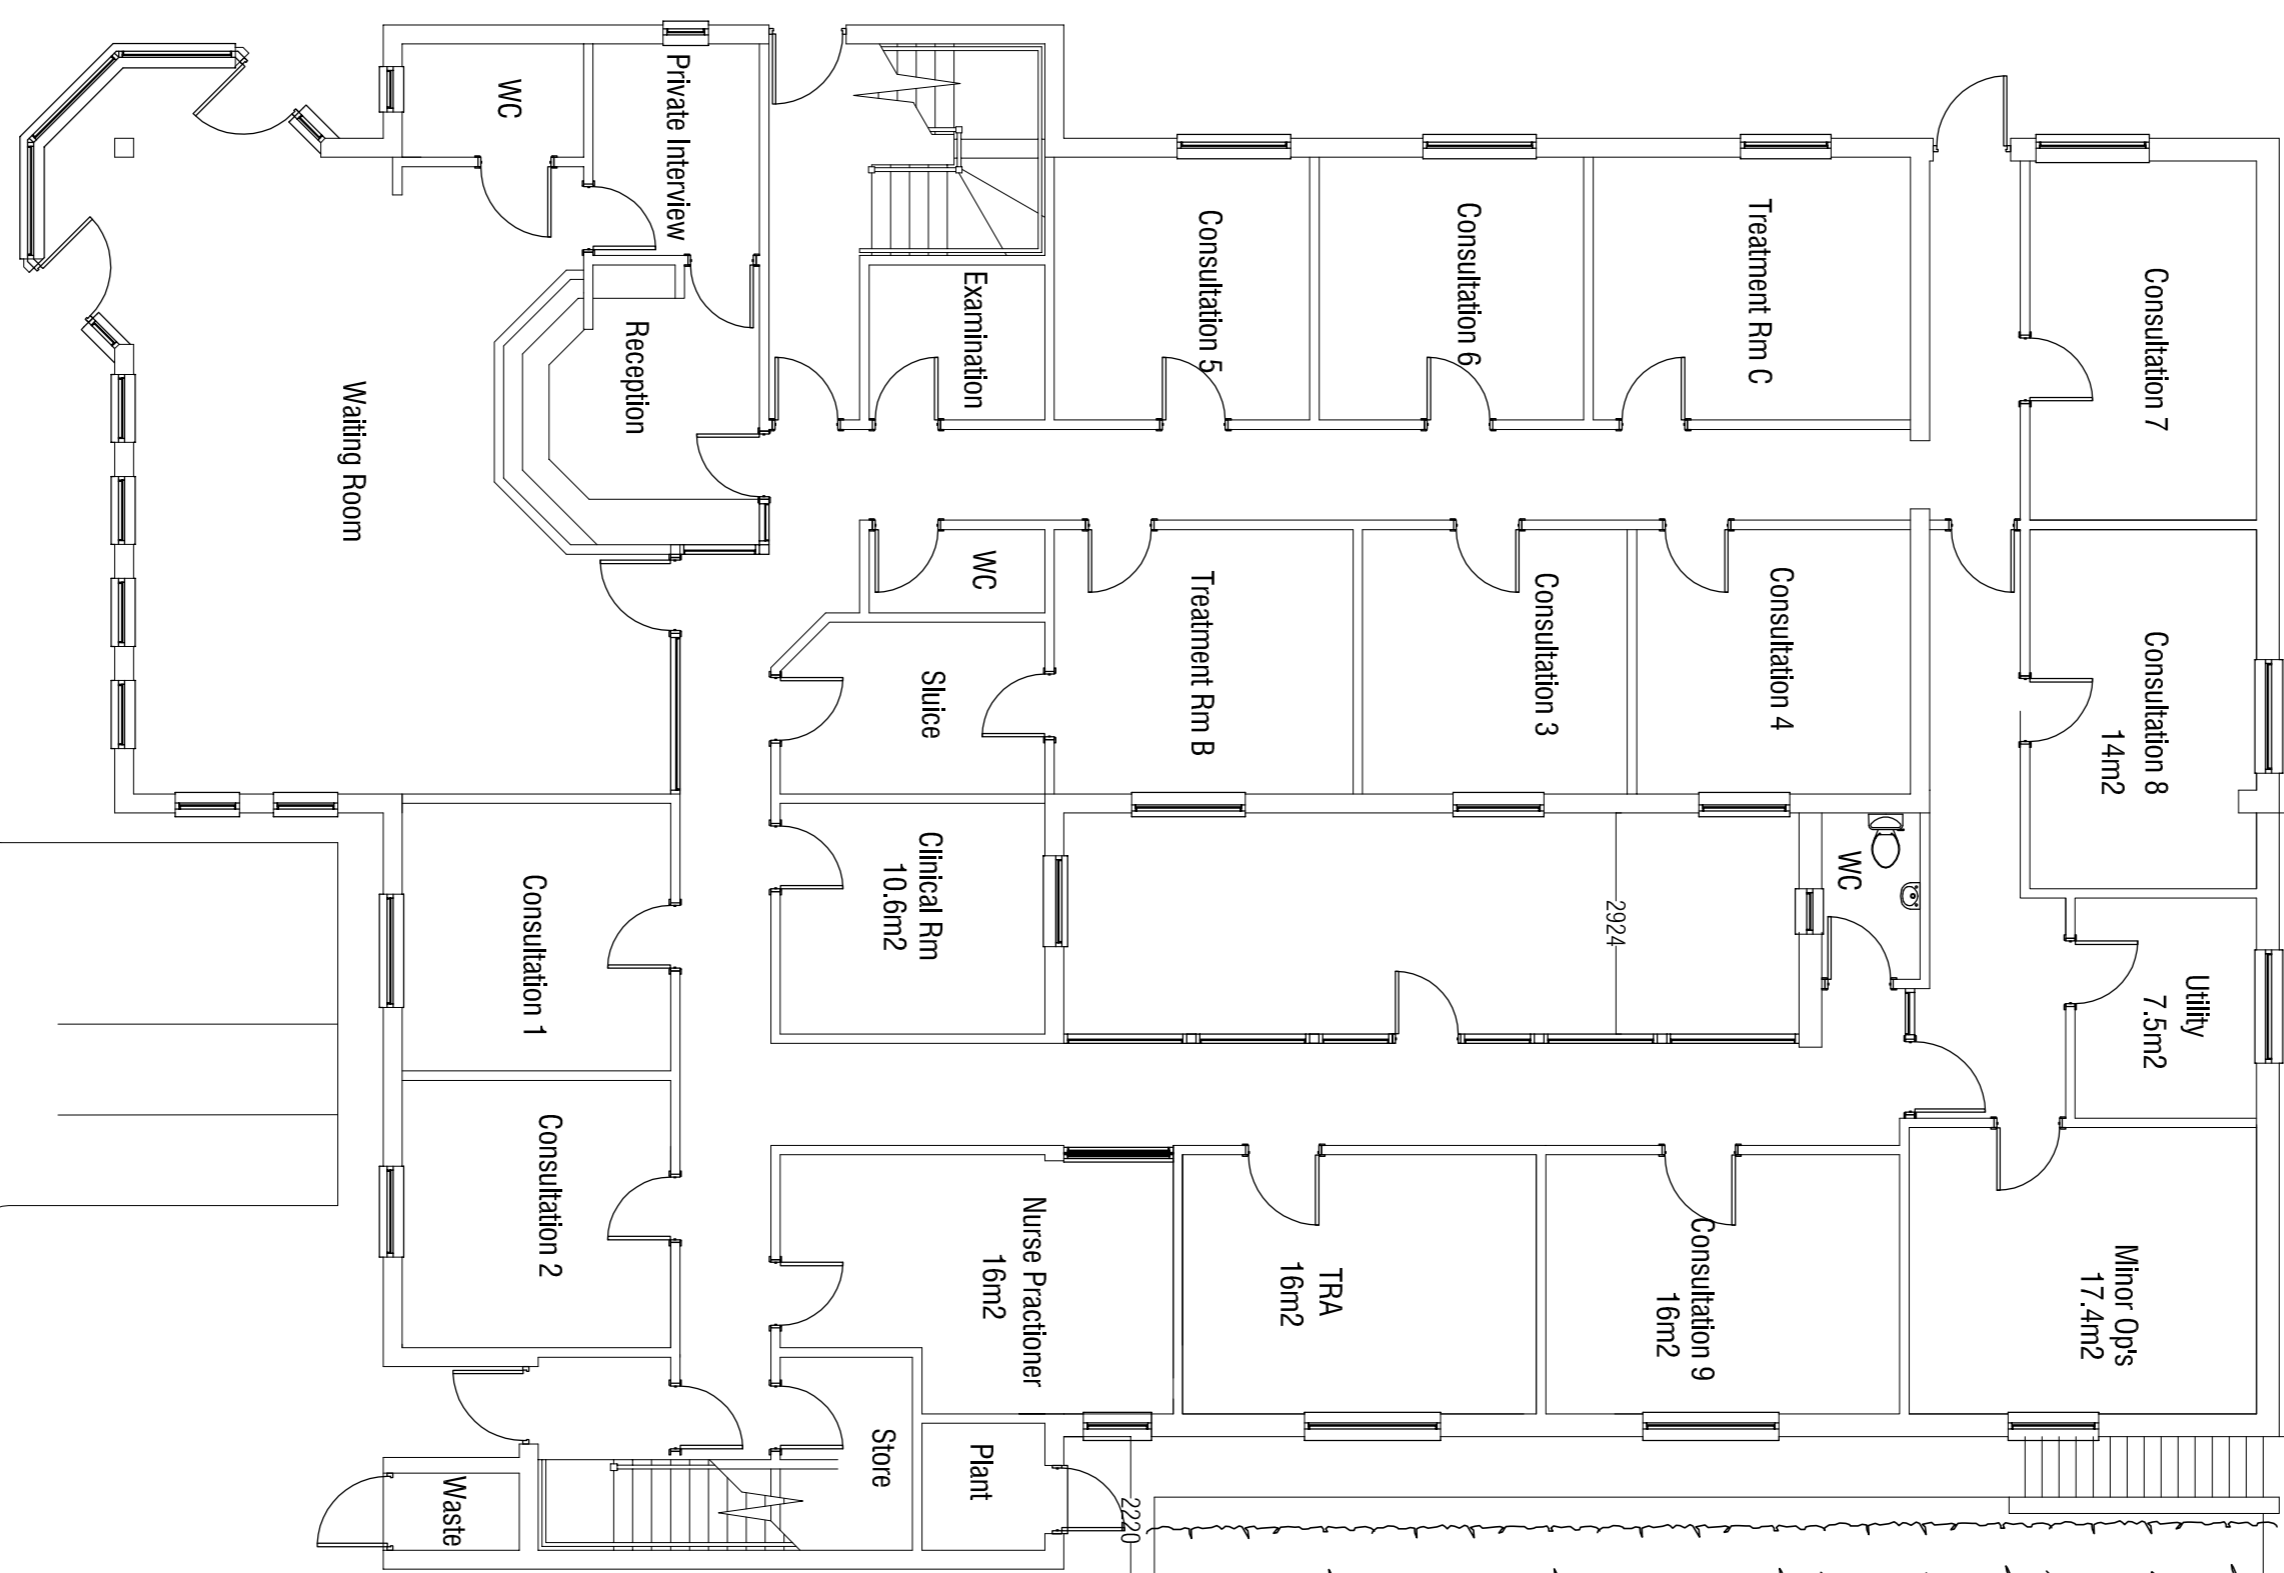 WC
Private Interview
Reception
Waiting Room
Examination
Consultation 5
Consultation 6
Treatment Rm C
Consultation 7
WC
Sluice
Treatment Rm B
Consultation 3
Consultation 4
Consultation 8
14m2
Clinical Rm
10.6m2
2924
WC
Utility
7.5m2
Consultation 1
Consultation 2
Nurse Practioner
16m2
TRA
16m2
Consultation 9
16m2
Minor Op's
17.4m2
Store
Plant
Waste
2220